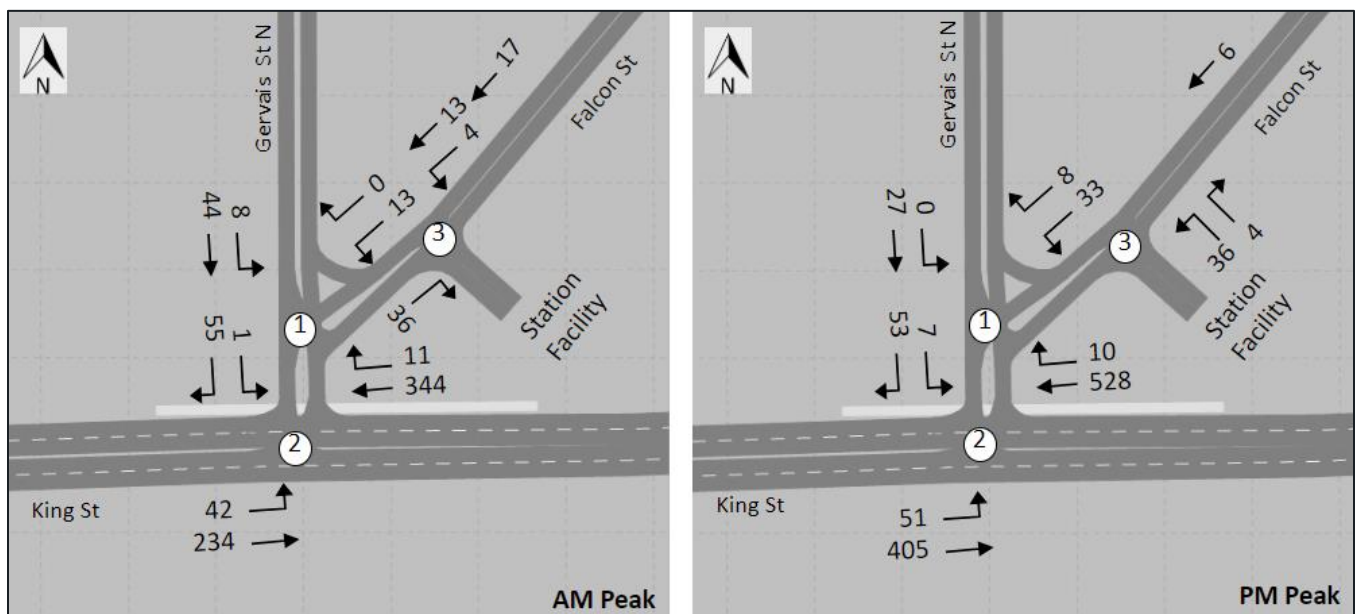 N
Gervais St N
Falcon St
17
13
4
0
13
44
8
3
Station
Facility
36
1
55
1
11
344
2
King St
42
234
AM Peak
N
Gervais St N
Falcon St
6
8
33
27
0
3
36
4
Station
Facility
1
53
7
10
528
2
King St
51
405
PM Peak